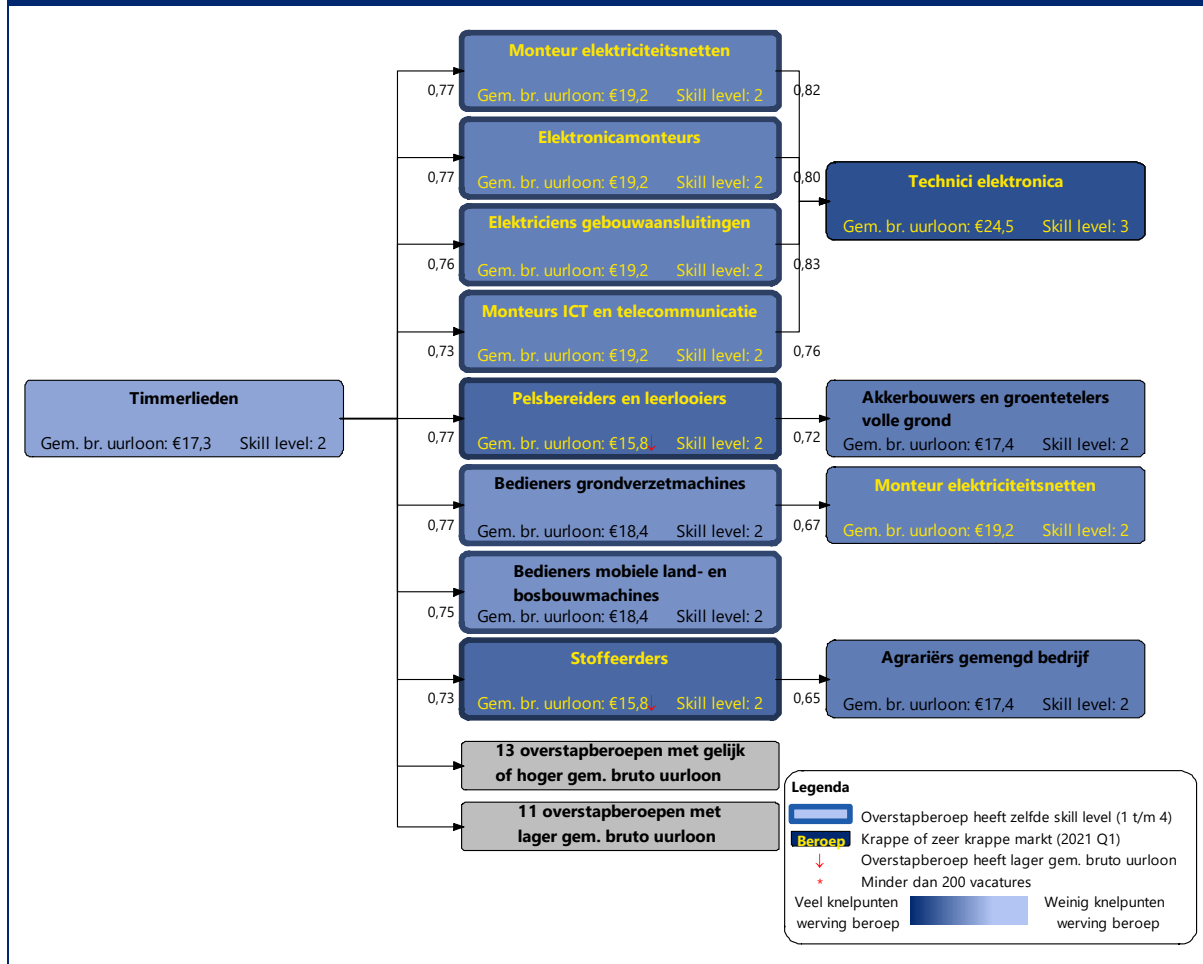 Monteur elektriciteitsnetten
Gem. br. uurloon: €19,2 Skill level: 2
0,77
0,82
Elektronicamonteurs
Gem. br. uurloon: €19,2 Skill level: 2
0,77
0,80
Technici elektronica
Gem. br. uurloon: €24,5 Skill level: 3
Elektriciens gebouwaansluitingen
Gem. br. uurloon: €19,2 Skill level: 2
0,76
0,83
Monteurs ICT en telecommunicatie
Gem. br. uurloon: €19,2 Skill level: 2
0,73
0,76
Timmerlieden
Gem. br. uurloon: €17,3 Skill level: 2
Pelsbereiders en leerlooiers
Gem. br. uurloon: €15,8↓ Skill level: 2
0,77
0,72
Akkerbouwers en groentetelers
volle grond
Gem. br. uurloon: €17,4 Skill level: 2
Bedieners grondverzetmachines
Gem. br. uurloon: €18,4 Skill level: 2
0,77
0,67
Monteur elektriciteitsnetten
Gem. br. uurloon: €19,2 Skill level: 2
Bedieners mobiele land- en
bosbouwmachines
Gem. br. uurloon: €18,4 Skill level: 2
0,75
Stoffeerders
Gem. br. uurloon: €15,8↓ Skill level: 2
0,73
0,65
Agrariërs gemengd bedrijf
Gem. br. uurloon: €17,4 Skill level: 2
13 overstapberoepen met gelijk
of hoger gem. bruto uurloon
11 overstapberoepen met
lager gem. bruto uurloon
Legenda
Overstapberoep heeft zelfde skill level (1 t/m 4)
Beroep Krappe of zeer krappe markt (2021 Q1)
↓ Overstapberoep heeft lager gem. bruto uurloon
* Minder dan 200 vacatures
Veel knelpunten
werving beroep
Weinig knelpunten
werving beroep